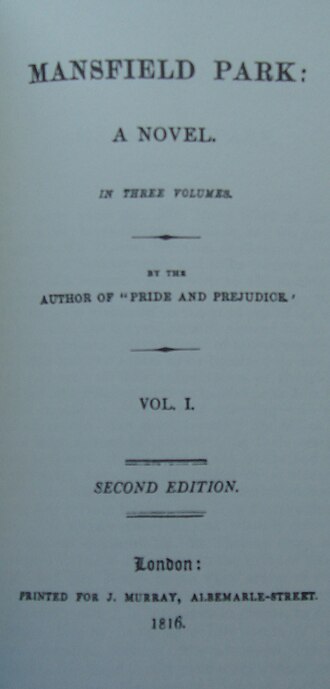 MANSFIELD PARK:
A NOVEL.
IN THREE VOLUMES.
BY THE
AUTHOR OF "PRIDE AND PREJUDICE.'
VOL. I.
SECOND EDITION.
London:
PRINTED FOR J. MURRAY, ALBEMARLE-STREET.
1816.